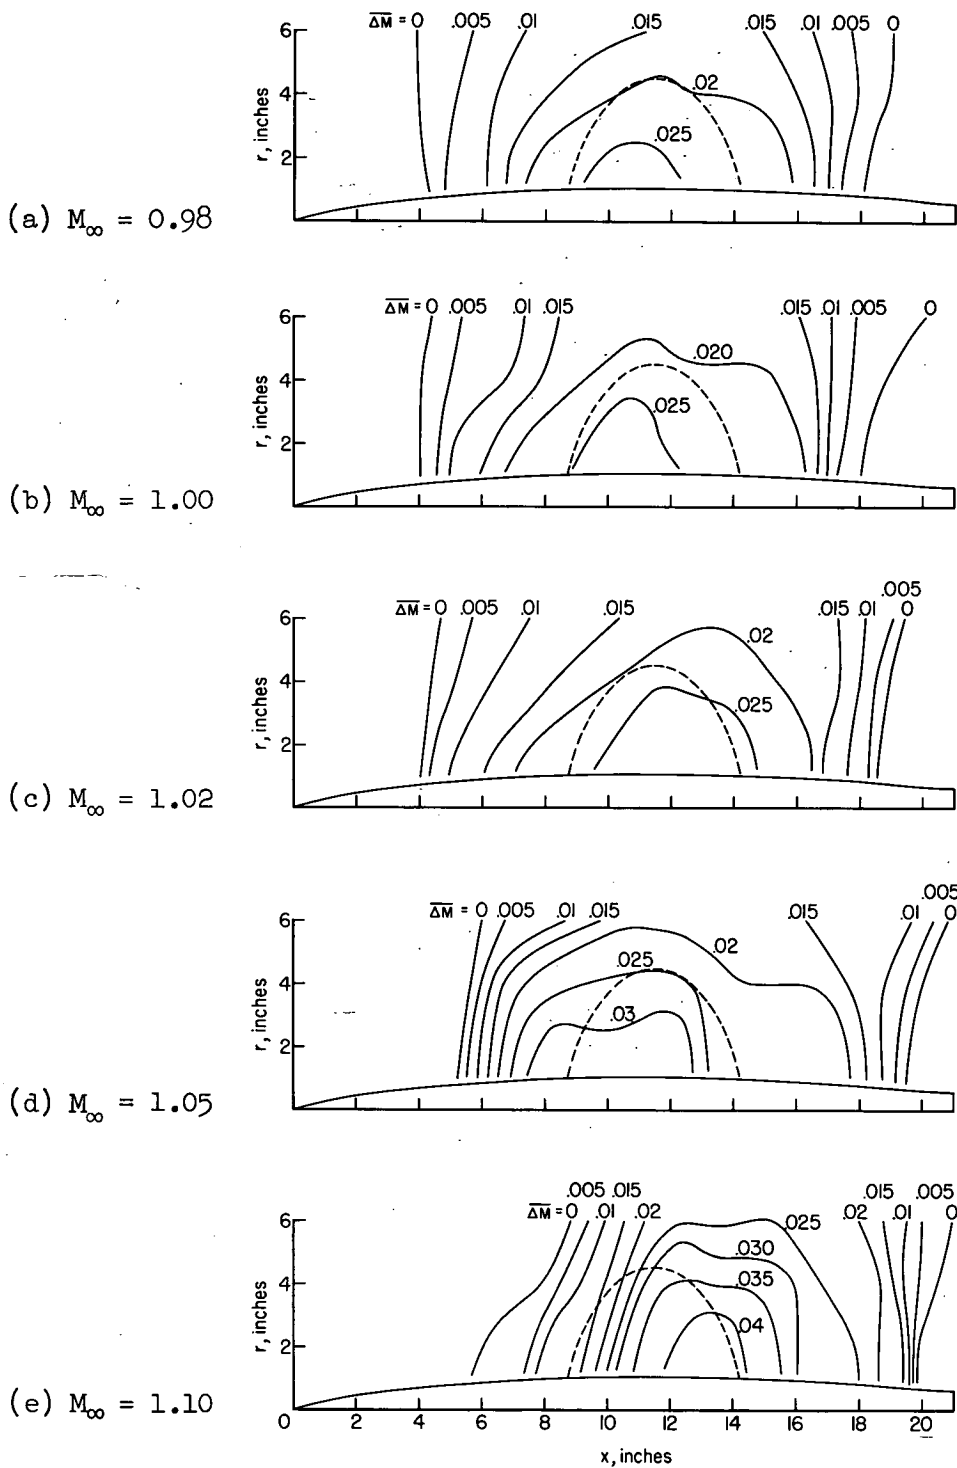 ΔM = 0 .005 .01 .015 .015 .01 .005 0
6
4
2
r, inches
.02
.025
(a) M∞ = 0.98
ΔM = 0 .005 .01 .015 .015 .01 .005 0
6
4
2
r, inches
.020
.025
(b) M∞ = 1.00
.005
ΔM = 0 .005 .01 .015 .015 .01 0
6
4
2
r, inches
.02
.025
(c) M∞ = 1.02
.005
ΔM = 0 .005 .01 .015 .015 .01 0
6
4
2
r, inches
.02
.025
.03
(d) M∞ = 1.05
.005 .015 .015 .005
ΔM = 0 .01 .02 .025 .02 .01 0
6
4
2
r, inches
.030
.035
.04
(e) M∞ = 1.10
0 2 4 6 8 10 12 14 16 18 20
x, inches